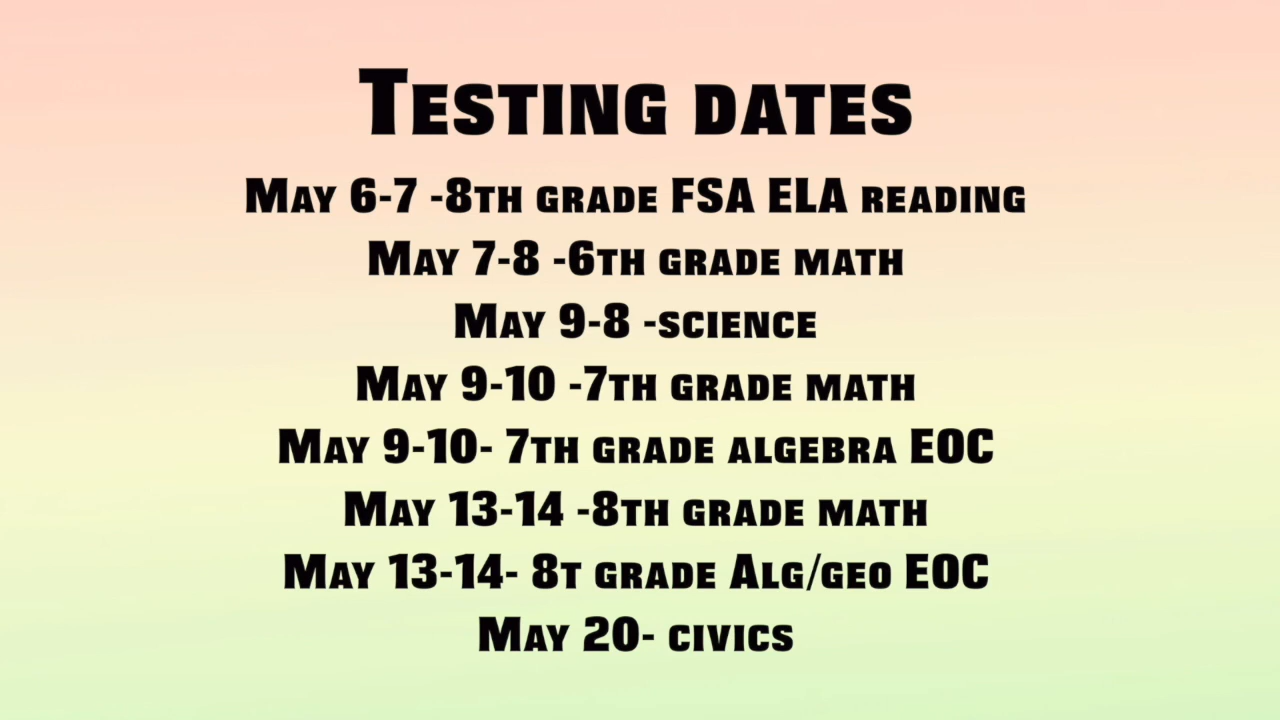 Testing dates
May 6-7 -8th grade FSA ELA reading
May 7-8 -6th grade math
May 9-8 -science
May 9-10 -7th grade math
May 9-10- 7th grade algebra EOC
May 13-14 -8th grade math
May 13-14- 8t grade Alg/geo EOC
May 20- civics